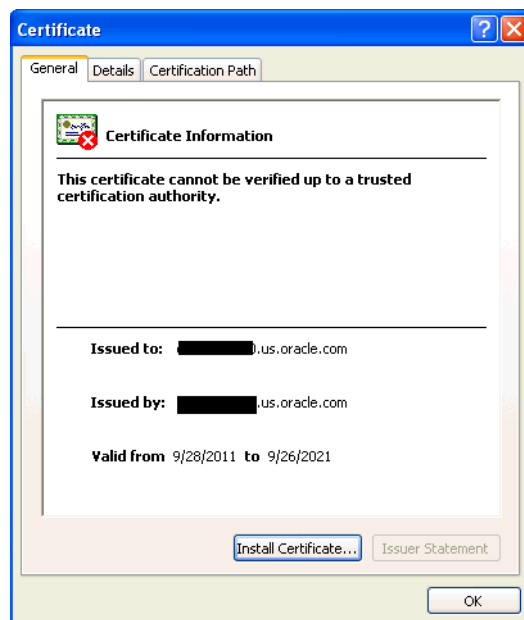 Certificate
General Details Certification Path
Certificate Information
This certificate cannot be verified up to a trusted
certification authority.
Issued to: .us.oracle.com
Issued by: .us.oracle.com
Valid from 9/28/2011 to 9/26/2021
Install Certificate... Issuer Statement
OK